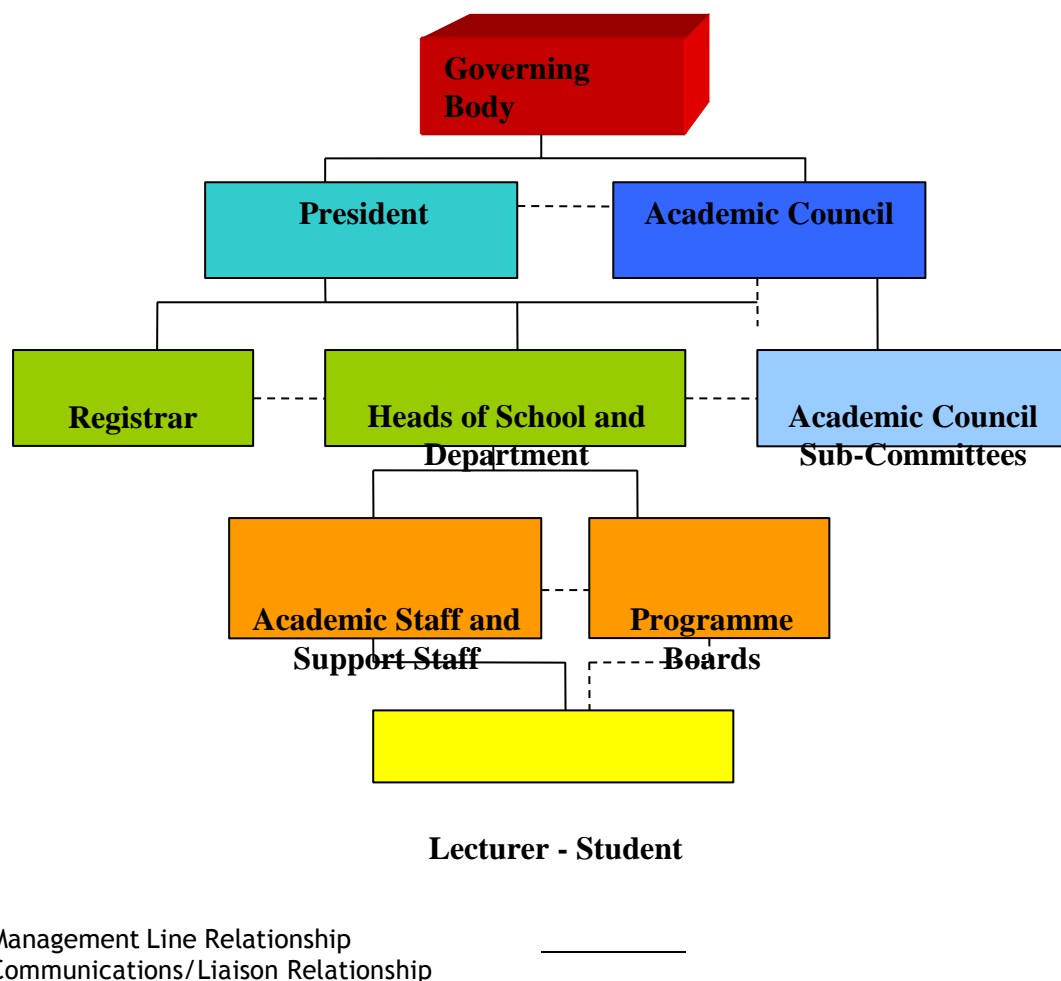 Governing
Body
President
Academic Council
Registrar
Heads of School and
Department
Academic Council
Sub-Committees
Academic Staff and
Support Staff
Programme
Boards
Lecturer - Student
Management Line Relationship
Communications/Liaison Relationship